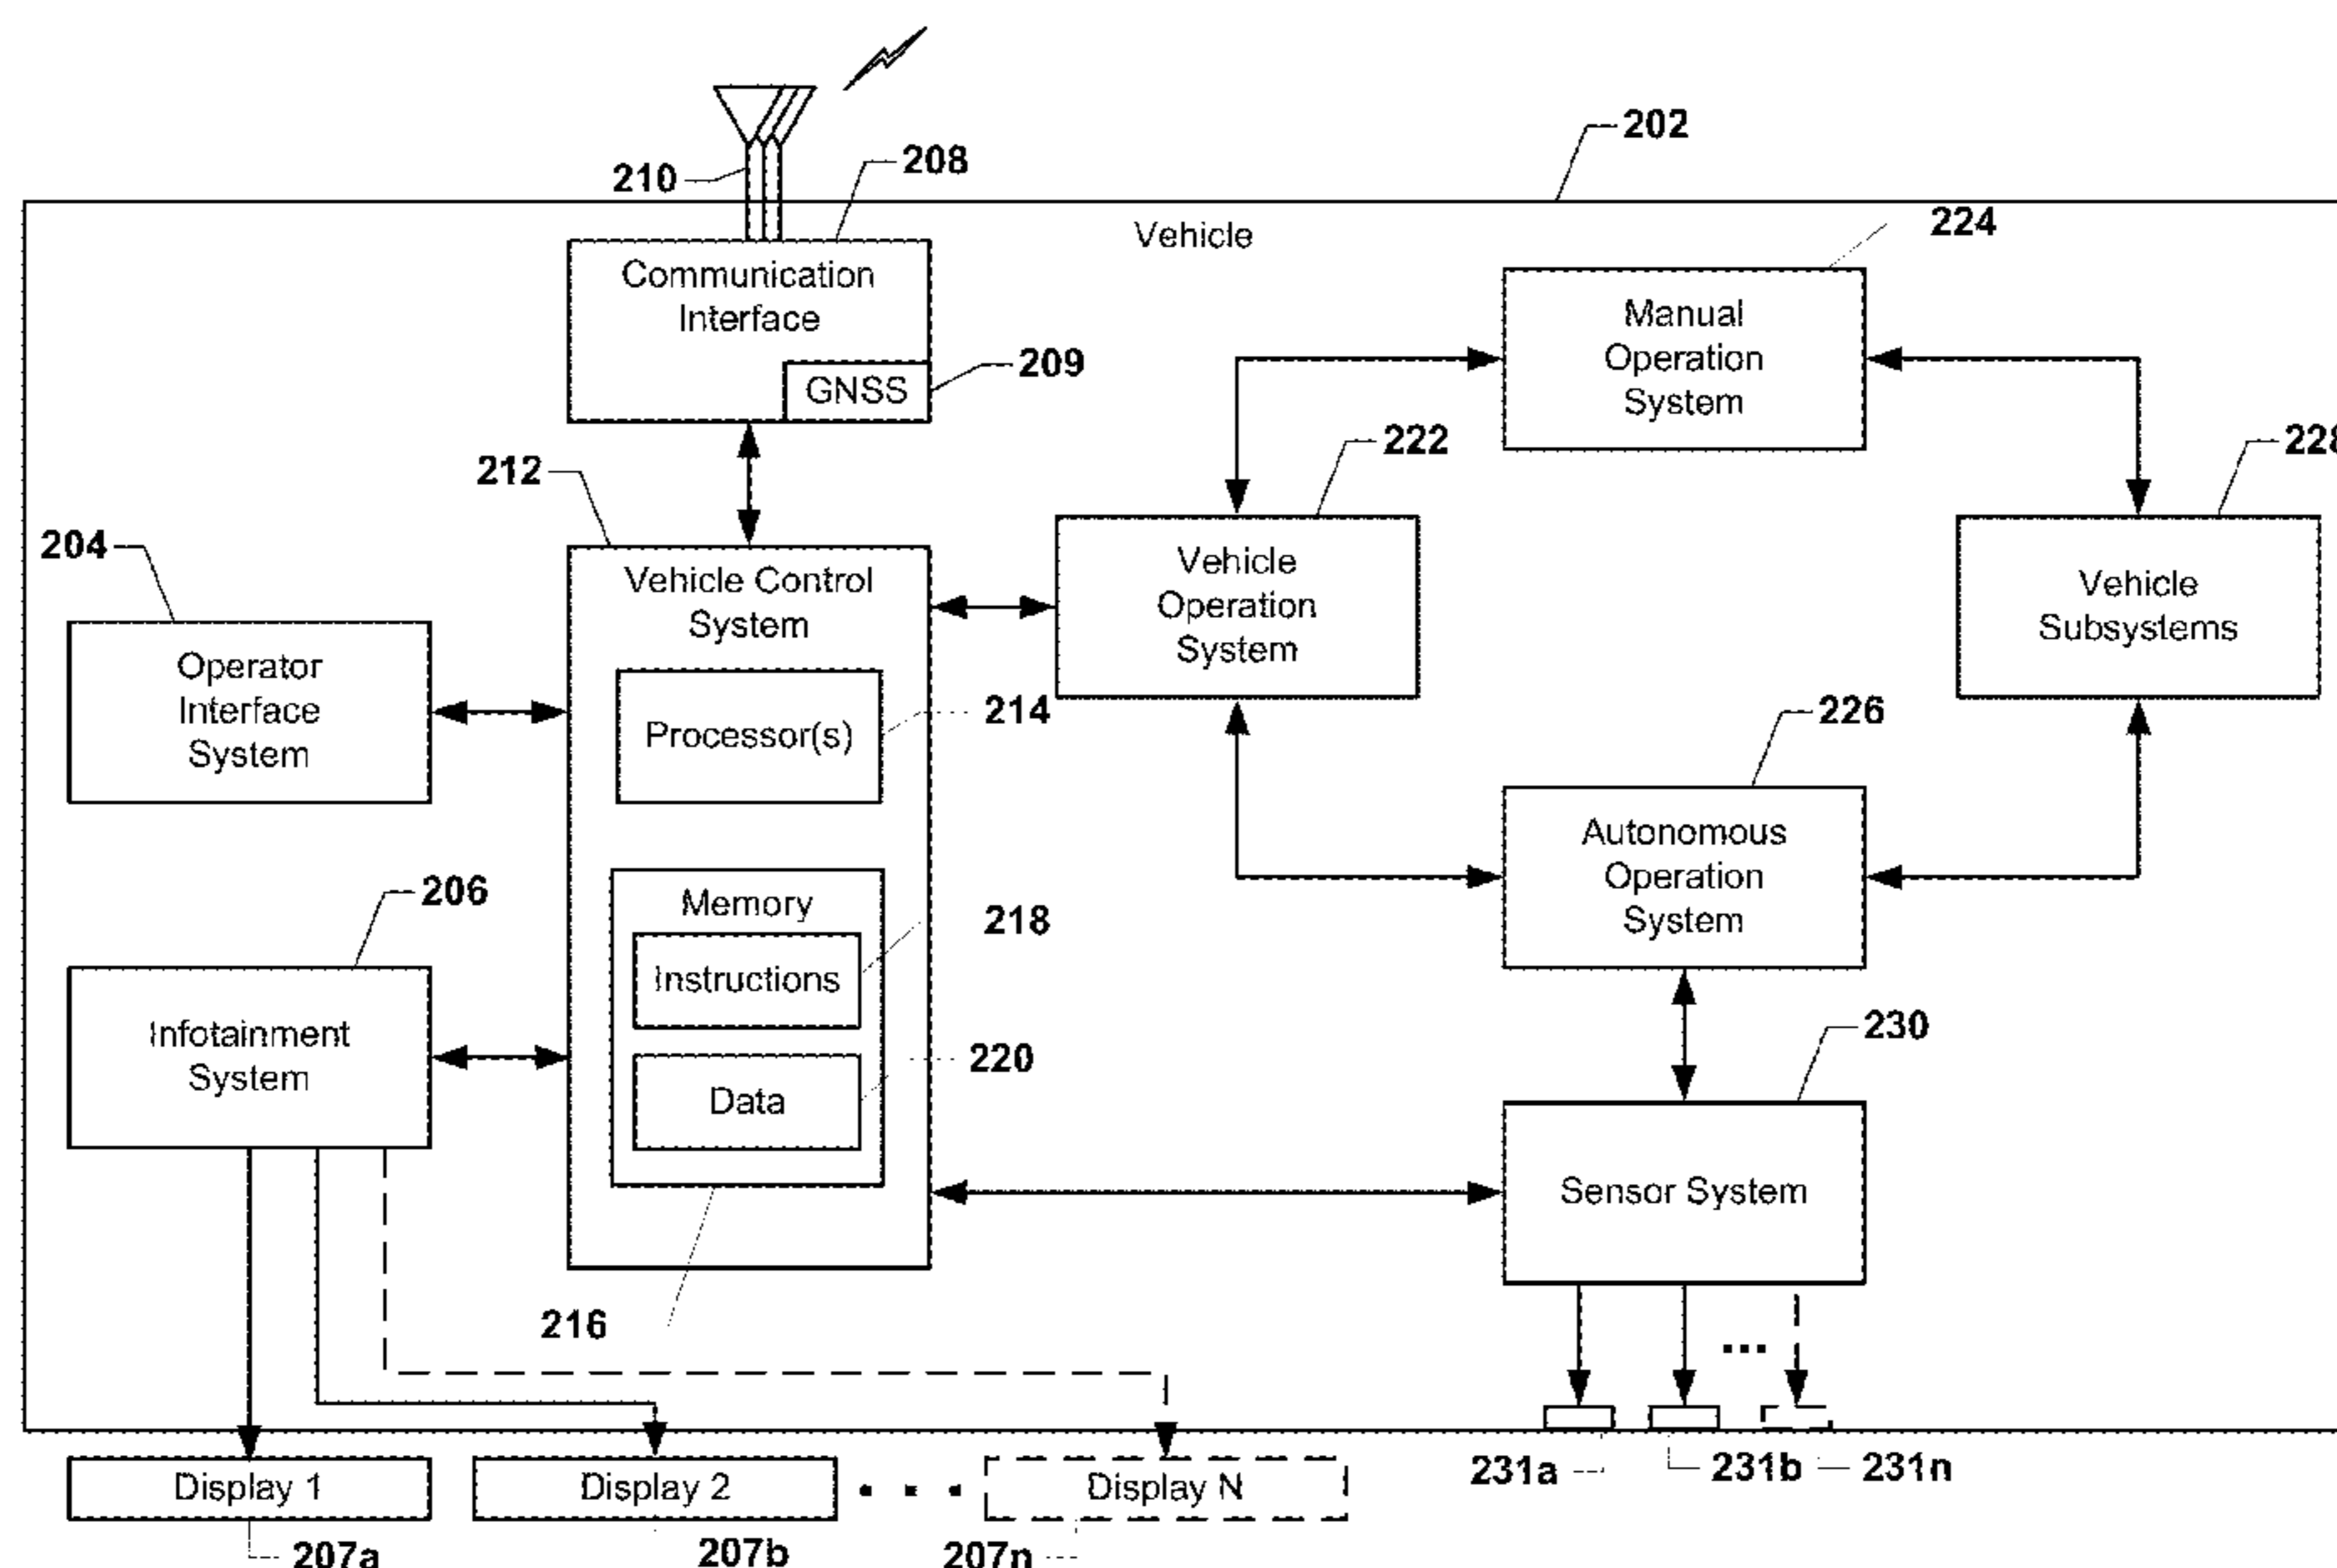 202
210
208
Vehicle
224
Communication
Interface
GNSS
209
Manual
Operation
System
212
222
228
204
Vehicle Control
System
Vehicle
Operation
System
Vehicle
Subsystems
Operator
Interface
System
Processor(s)
214
226
206
Memory
218
Instructions
Autonomous
Operation
System
Infotainment
System
220
Data
230
Sensor System
216
...
231a
231b
231n
Display 1
Display 2
...
Display N
207a
207b
207n